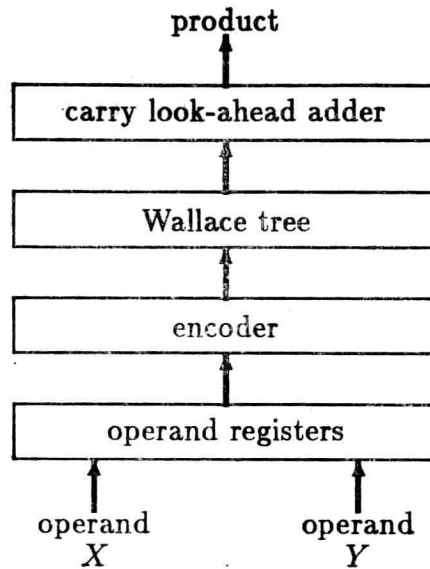 product
carry look-ahead adder
Wallace tree
encoder
operand registers
operand operand
X Y